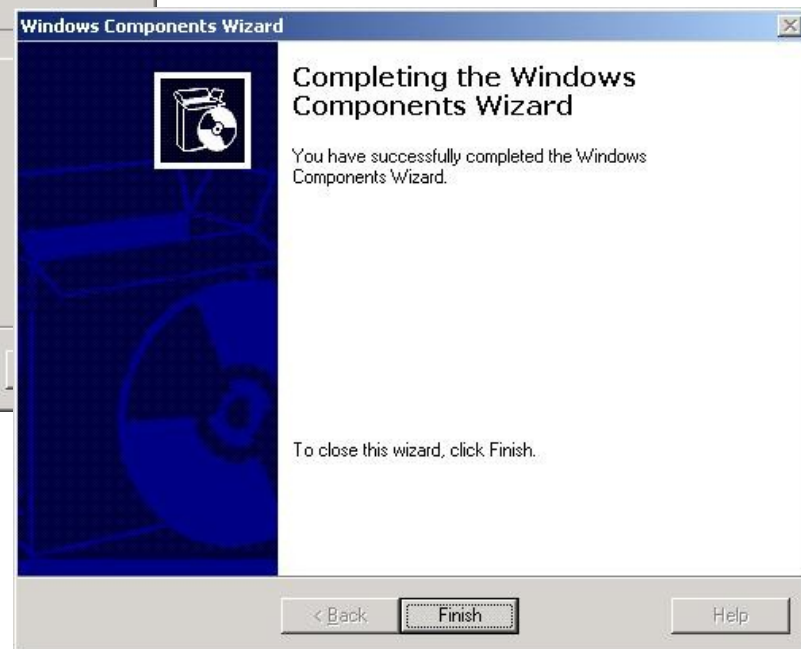 Windows Components Wizard
Completing the Windows
Components Wizard
You have successfully completed the Windows
Components Wizard.
To close this wizard, click Finish.
< Back
Finish
Help